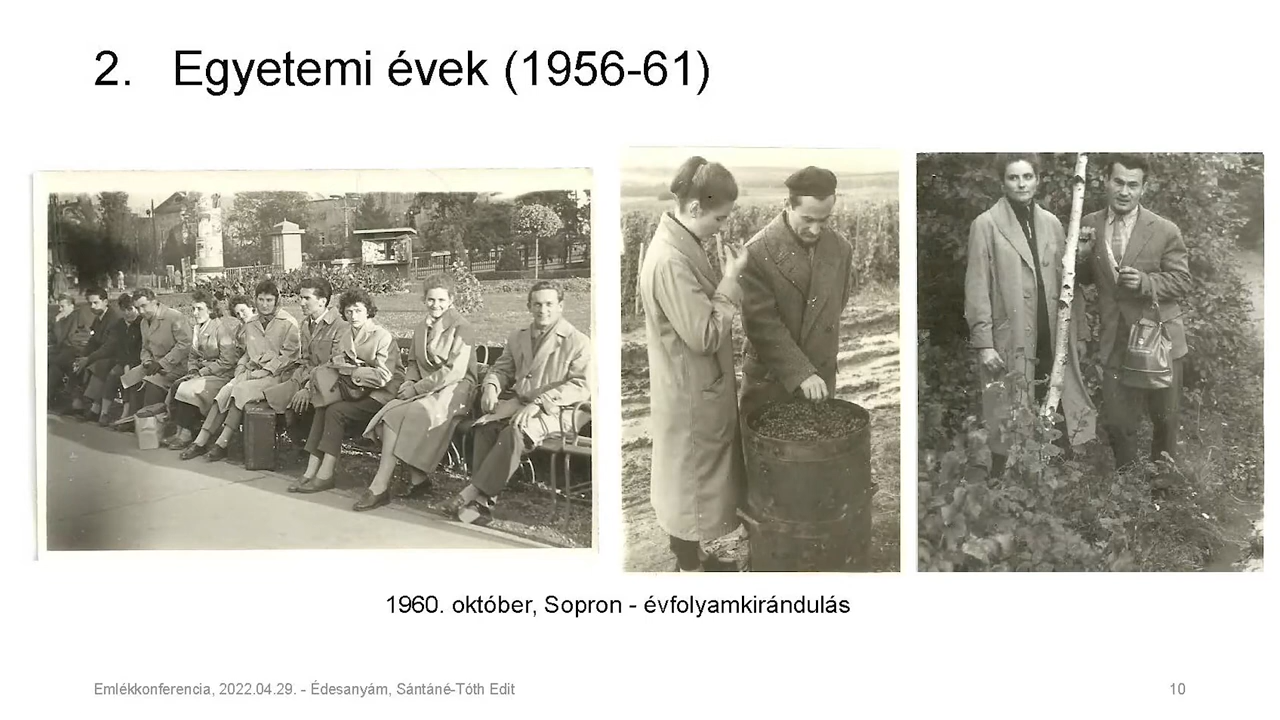 2. Egyetemi évek (1956-61)
1960. október, Sopron - évfolyamkirándulás
Emlékkonferencia, 2022.04.29. - Édesanyám, Sántáné-Tóth Edit
10